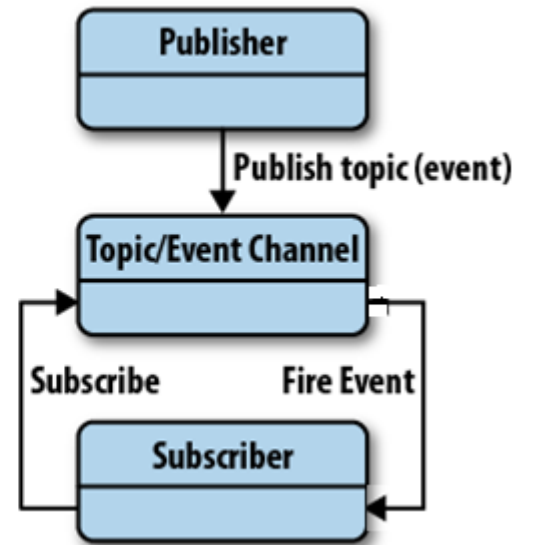 Publisher
Publish topic (event)
Topic/Event Channel
Subscribe
Fire Event
Subscriber